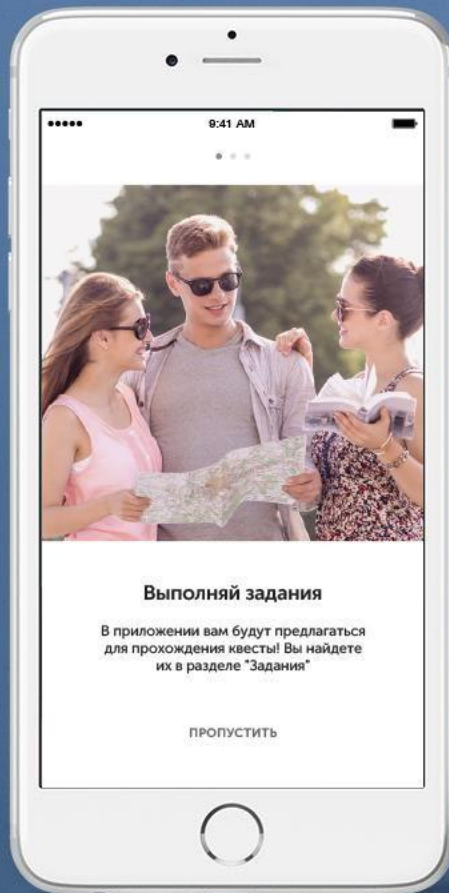 9:41 AM
Выполняй задания
В приложении вам будут предлагаться
для прохождения квесты! Вы найдете
их в разделе "Задания"
ПРОПУСТИТЬ